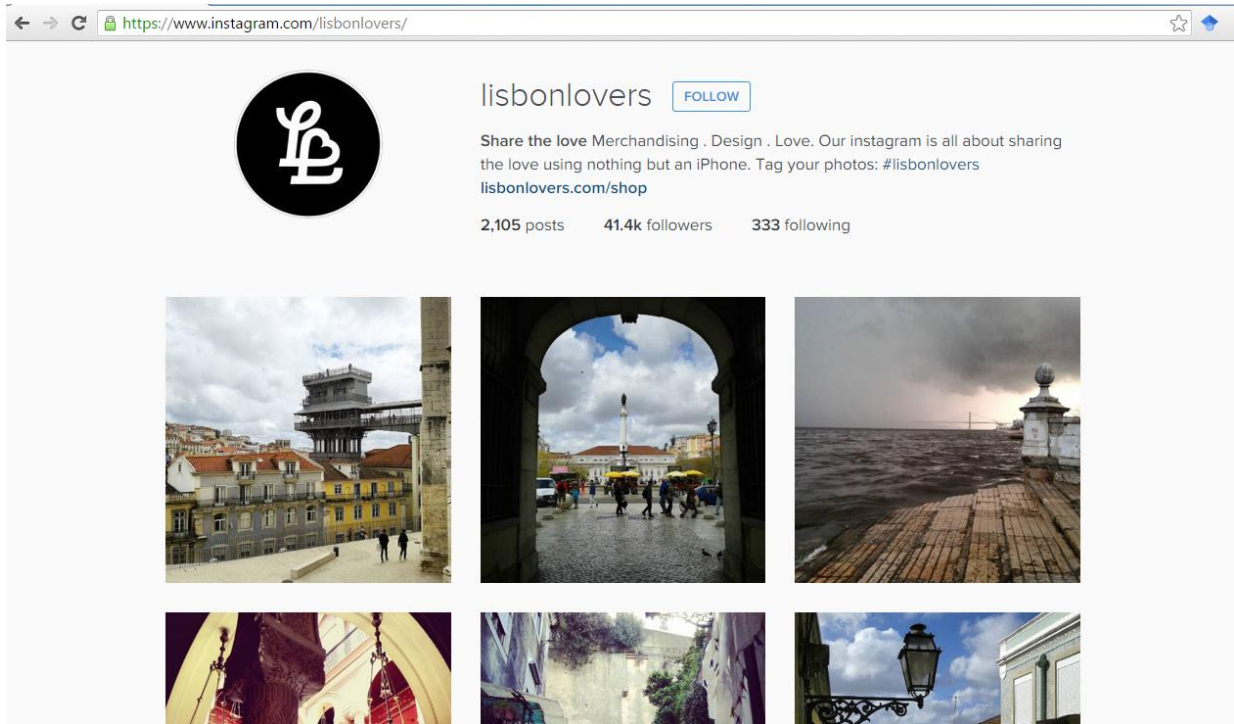 https://www.instagram.com/lisbonlovers/
lisbonlovers FOLLOW
Share the love Merchandising . Design . Love. Our instagram is all about sharing
the love using nothing but an iPhone. Tag your photos: #lisbonlovers
lisbonlovers.com/shop
2,105 posts 41.4k followers 333 following